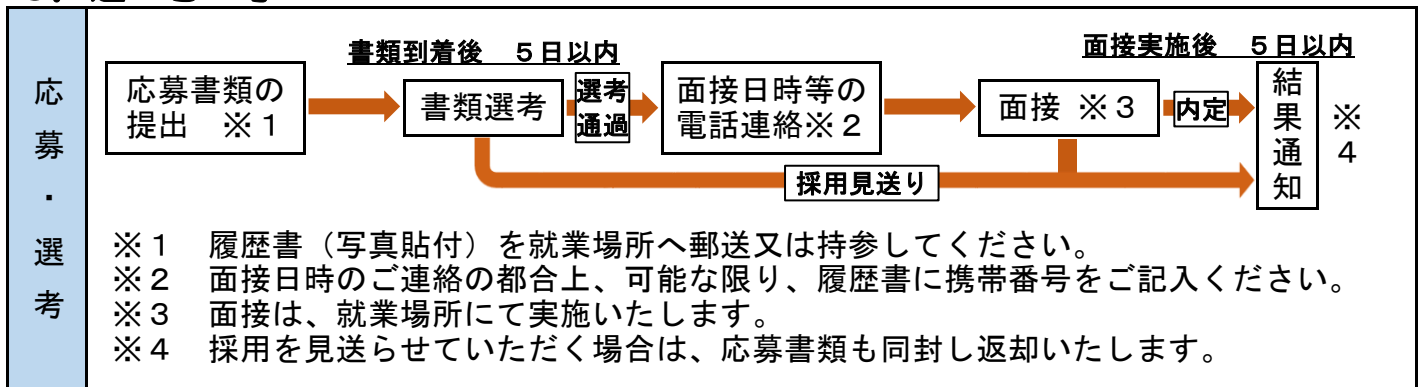 応募・選考
書類到着後　５日以内
面接実施後　５日以内
応募書類の
提出　※１
書類選考
選考
通過
面接日時等の
電話連絡※２
面接 ※３
内定
結果通知
※４
採用見送り
※１　履歴書（写真貼付）を就業場所へ郵送又は持参してください。
※２　面接日時のご連絡の都合上、可能な限り、履歴書に携帯番号をご記入ください。
※３　面接は、就業場所にて実施いたします。
※４　採用を見送らせていただく場合は、応募書類も同封し返却いたします。